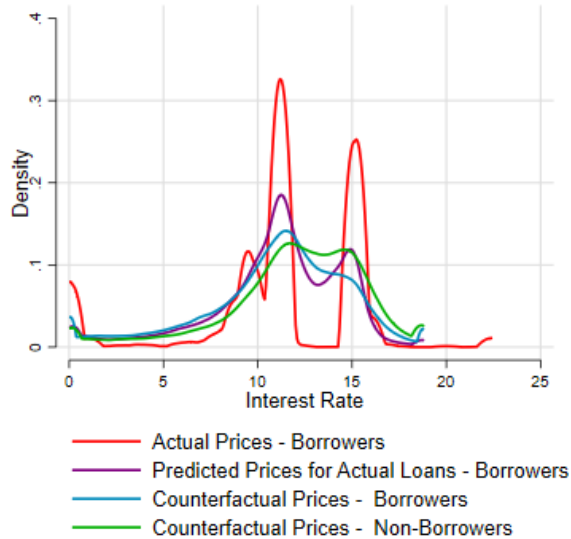 .4
.3
.2
.1
0
Density
0 5 10 15 20 25
Interest Rate
Actual Prices - Borrowers
Predicted Prices for Actual Loans - Borrowers
Counterfactual Prices - Borrowers
Counterfactual Prices - Non-Borrowers